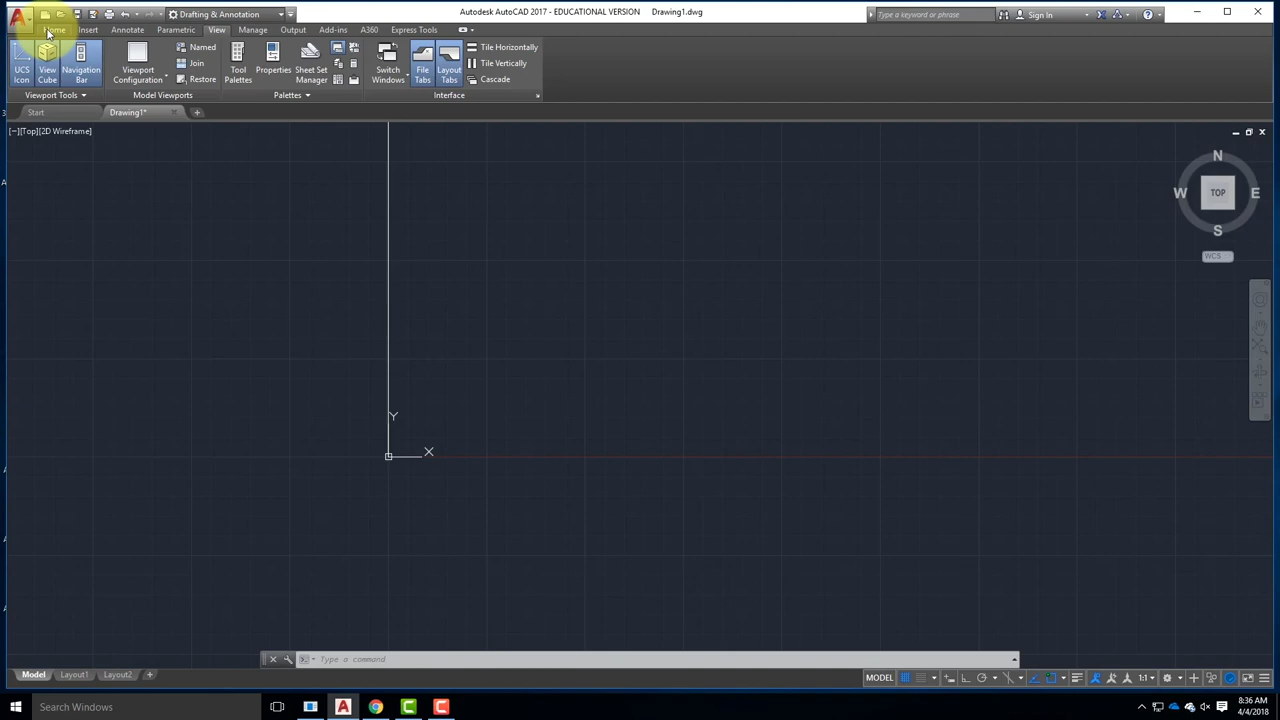 Drafting & Annotation
Autodesk AutoCAD 2017 - EDUCATIONAL VERSION Drawing1.dwg
Type a keyword or phrase
Sign In
Home Insert Annotate Parametric View Manage Output Add-ins A360 Express Tools
UCS Icon
View Cube
Navigation Bar
Viewport Configuration
Named
Join
Restore
Tool Palettes
Properties
Sheet Set Manager
Switch Windows
File Tabs
Layout Tabs
Tile Horizontally
Tile Vertically
Cascade
Viewport Tools Model Viewports Palettes Interface
Start Drawing1*
[−][Top][2D Wireframe]
N
W TOP E
S
WCS
Y
X
Type a command
Model Layout1 Layout2
MODEL 1:1
Search Windows
8:36 AM
4/4/2018